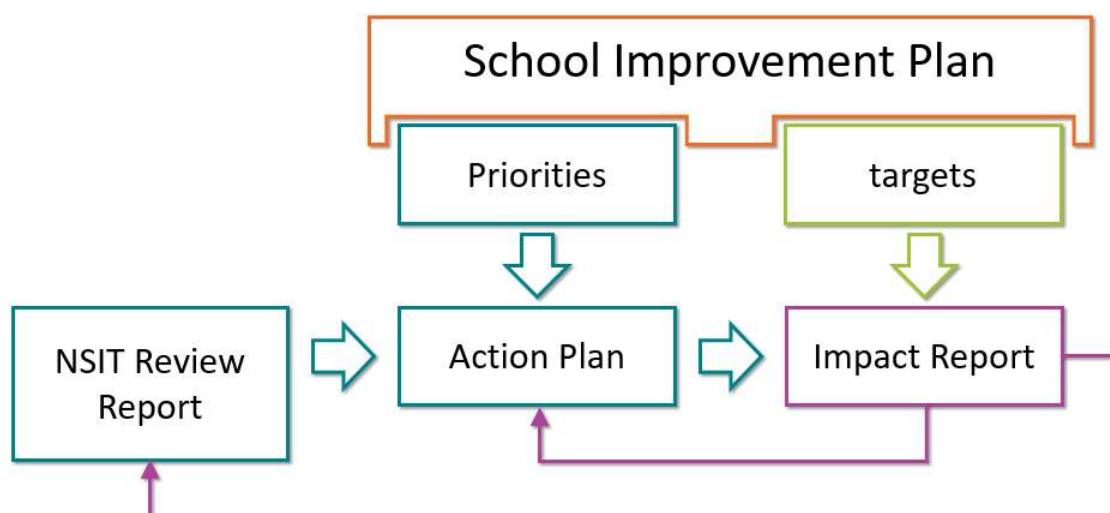 School Improvement Plan
Priorities
targets
NSIT Review
Report
Action Plan
Impact Report